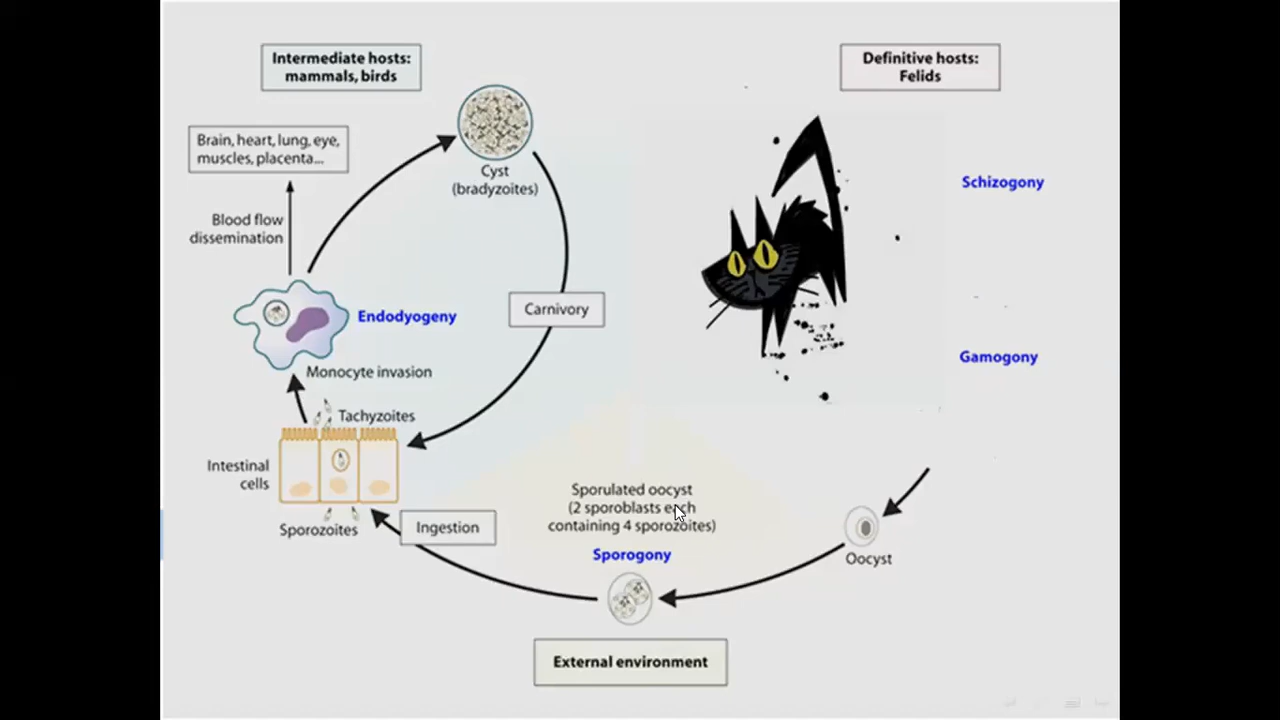 Intermediate hosts:
mammals, birds
Definitive hosts:
Felids
Brain, heart, lung, eye,
muscles, placenta...
Cyst
(bradyzoites)
Schizogony
Blood flow
dissemination
Endodyogeny
Carnivory
Monocyte invasion
Gamogony
Tachyzoites
Intestinal
cells
Sporozoites
Ingestion
Sporulated oocyst
(2 sporoblasts each
containing 4 sporozoites)
Sporogony
Oocyst
External environment